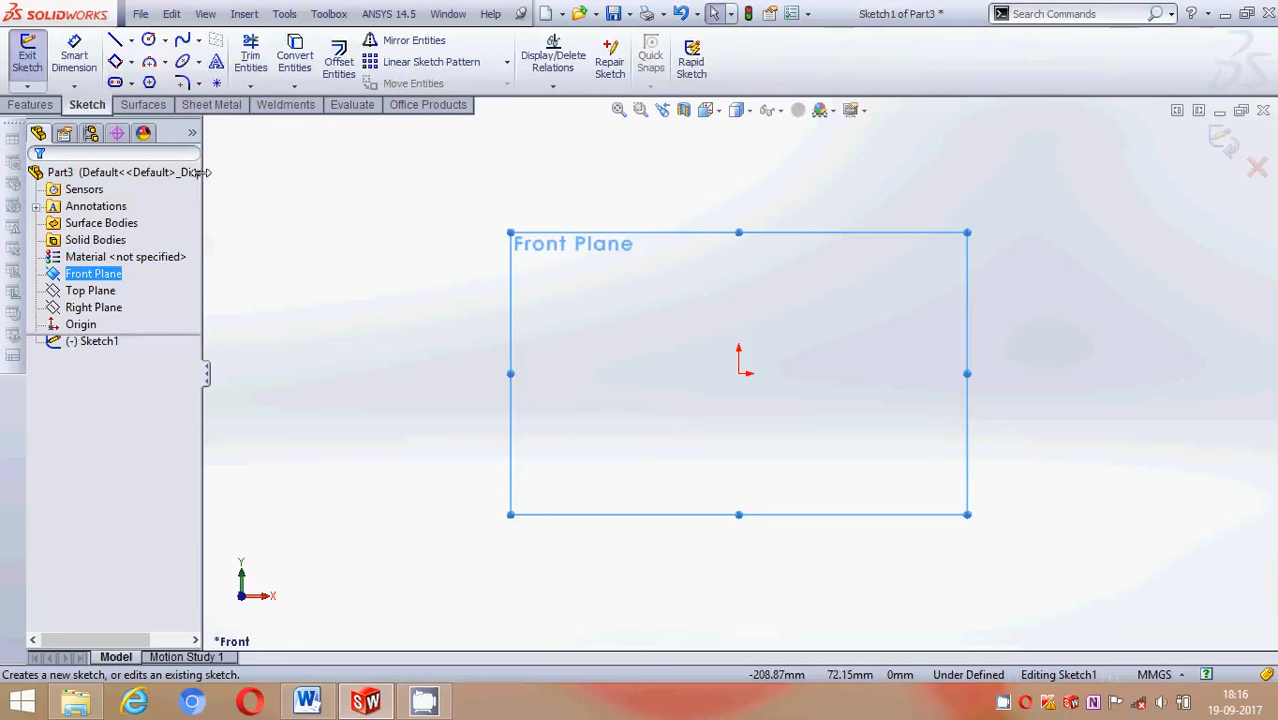 SOLIDWORKS File Edit View Insert Tools Toolbox ANSYS 14.5 Window Help Sketch1 of Part3 * Search Commands
Exit Sketch
Smart Dimension
Trim Entities
Convert Entities
Offset Entities
Mirror Entities
Linear Sketch Pattern
Move Entities
Display/Delete Relations
Repair Sketch
Quick Snaps
Rapid Sketch
Features Sketch Surfaces Sheet Metal Weldments Evaluate Office Products
Part3 (Default<<Default>_Di
Sensors
Annotations
Surface Bodies
Solid Bodies
Material <not specified>
Front Plane
Top Plane
Right Plane
Origin
(-) Sketch1
Front Plane
Y
X
*Front
Model Motion Study 1
Creates a new sketch, or edits an existing sketch. -208.87mm 72.15mm 0mm Under Defined Editing Sketch1 MMGS
18:16
19-09-2017